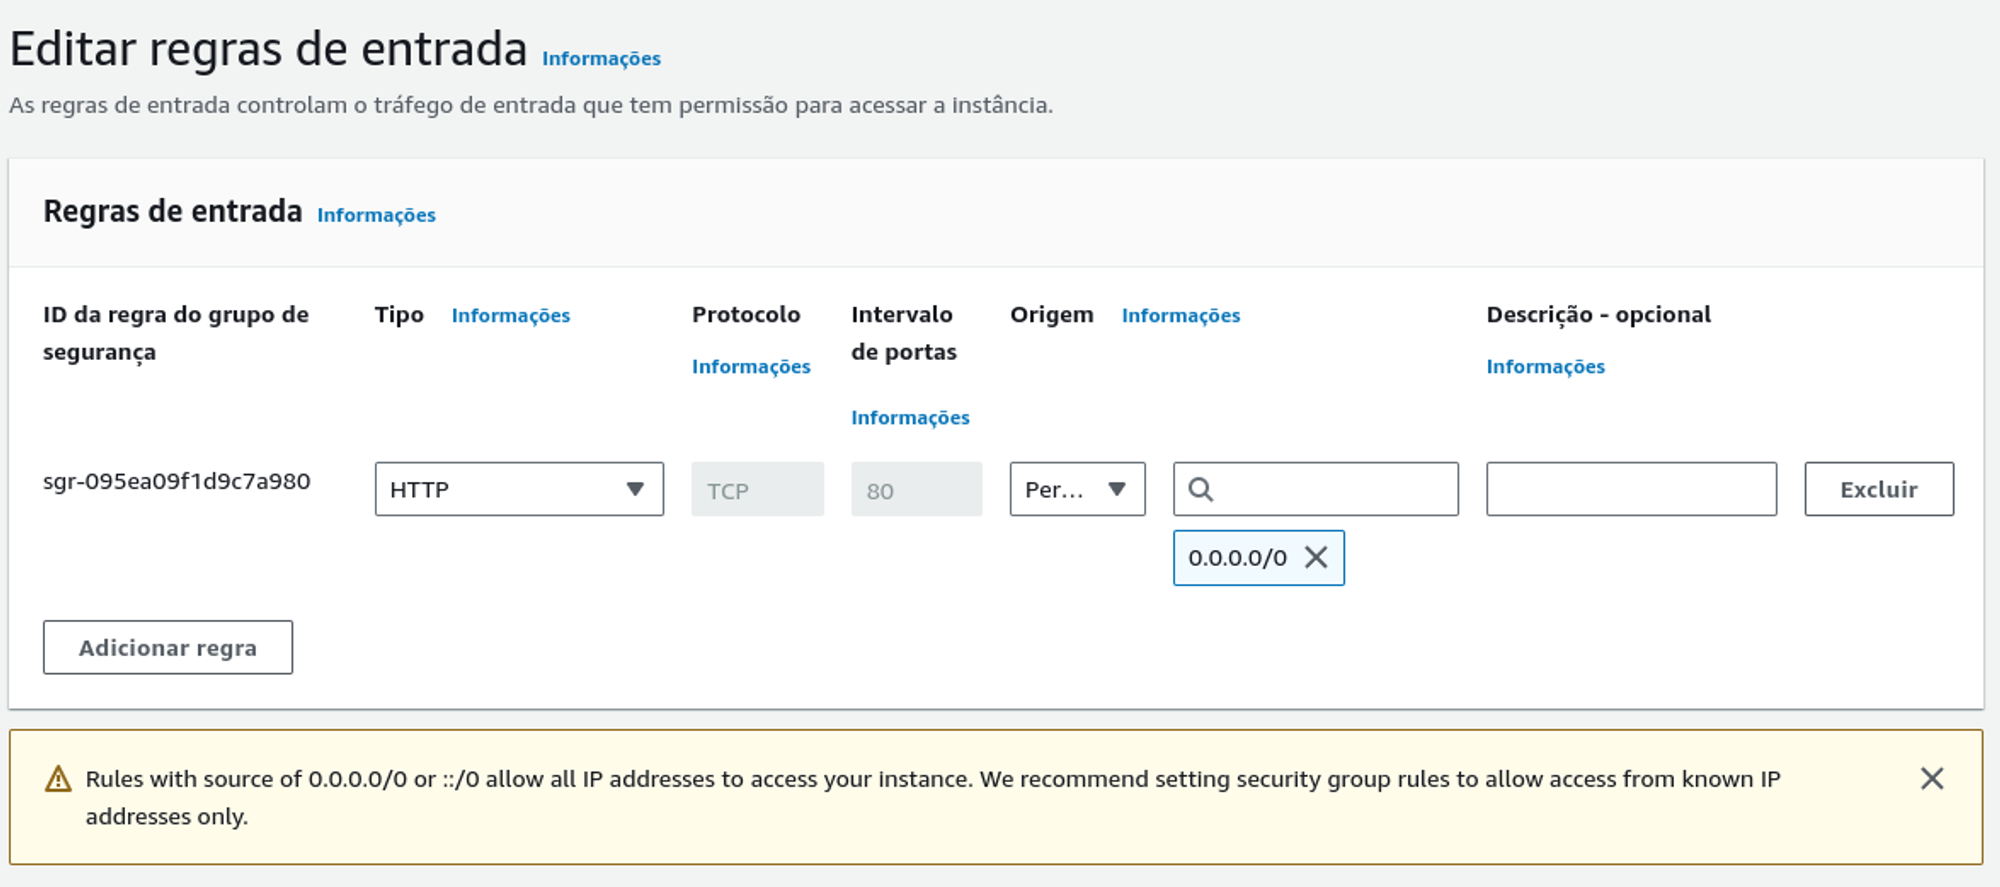 Editar regras de entrada Informações
As regras de entrada controlam o tráfego de entrada que tem permissão para acessar a instância.
Regras de entrada Informações
ID da regra do grupo de segurança
Tipo Informações
Protocolo
Informações
Intervalo de portas
Informações
Origem Informações
Descrição - opcional
Informações
sgr-095ea09f1d9c7a980
HTTP
TCP
80
Per...
0.0.0.0/0
Excluir
Adicionar regra
Rules with source of 0.0.0.0/0 or ::/0 allow all IP addresses to access your instance. We recommend setting security group rules to allow access from known IP
addresses only.